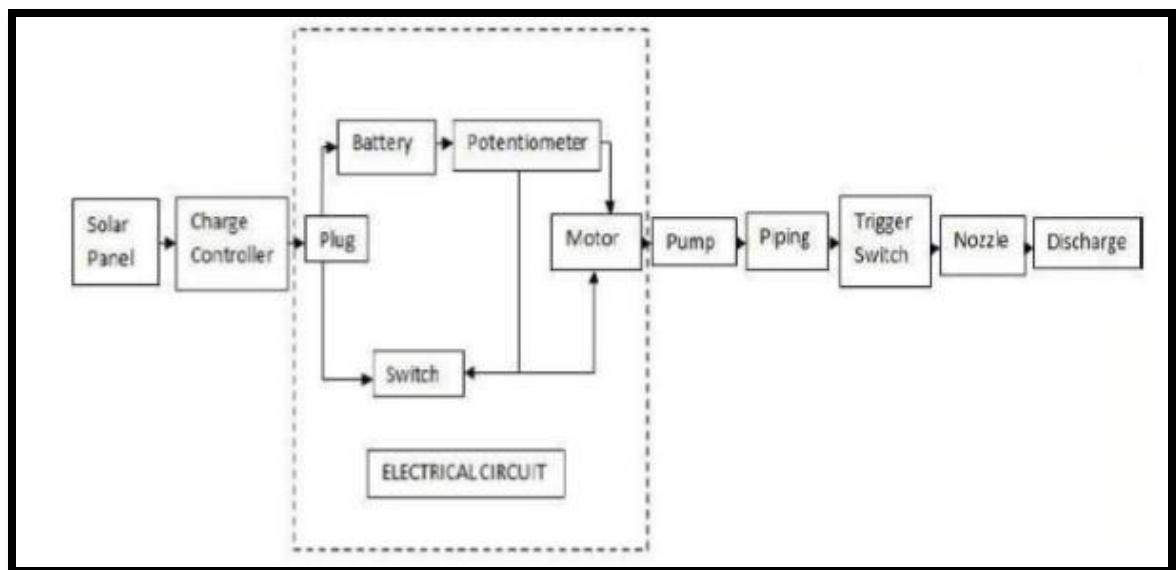 Solar
Panel
Charge
Controller
Plug
Battery
Potentiometer
Switch
Motor
Pump
Piping
Trigger
Switch
Nozzle
Discharge
ELECTRICAL CIRCUIT